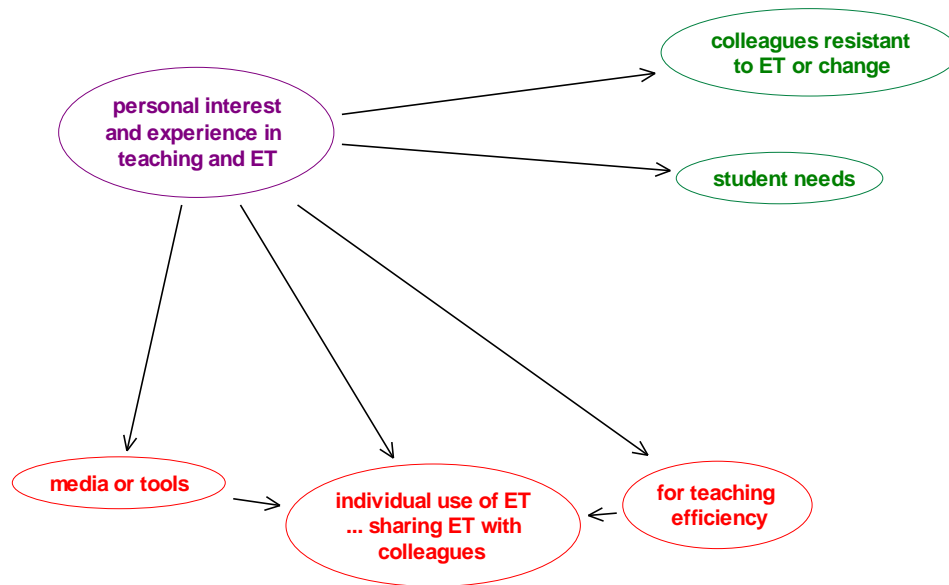 colleagues resistant
to ET or change
personal interest
and experience in
teaching and ET
student needs
media or tools
individual use of ET
... sharing ET with
colleagues
for teaching
efficiency